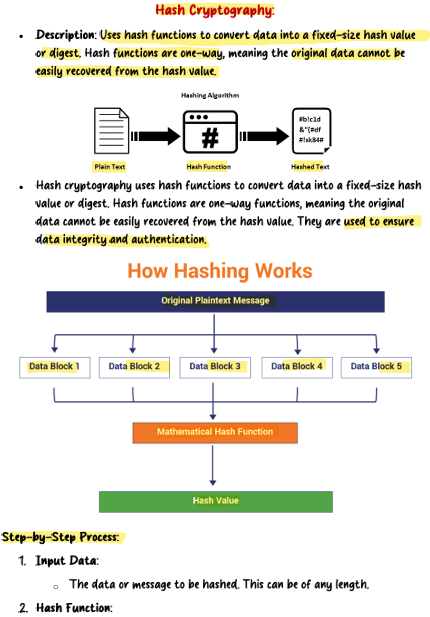 Hash Cryptography:
• Description: Uses hash functions to convert data into a fixed-size hash value
or digest. Hash functions are one-way, meaning the original data cannot be
easily recovered from the hash value.
Hashing Algorithm
#b!c1d
&"(#df
#!sk84#
#
Plain Text Hash Function Hashed Text
• Hash cryptography uses hash functions to convert data into a fixed-size hash
value or digest. Hash functions are one-way functions, meaning the original
data cannot be easily recovered from the hash value. They are used to ensure
data integrity and authentication.
How Hashing Works
Original Plaintext Message
Data Block 1 Data Block 2 Data Block 3 Data Block 4 Data Block 5
Mathematical Hash Function
Hash Value
Step-by-Step Process:
1. Input Data:
o The data or message to be hashed. This can be of any length.
2. Hash Function: